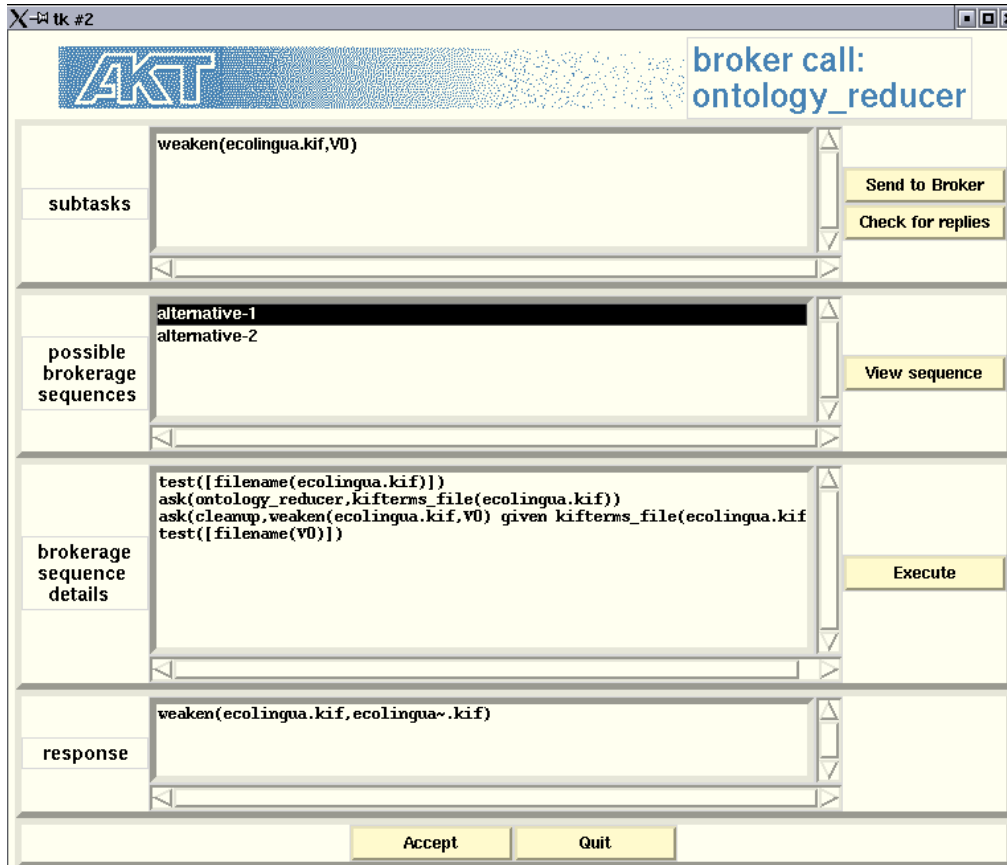 tk #2
AKT
broker call:
ontology_reducer
subtasks
weaken(ecolingua.kif,V0)
Send to Broker
Check for replies
possible
brokerage
sequences
alternative-1
alternative-2
View sequence
brokerage
sequence
details
test([filename(ecolingua.kif)])
ask(ontology_reducer,kifterms_file(ecolingua.kif))
ask(cleanup,weaken(ecolingua.kif,V0) given kifterms_file(ecolingua.kif
test([filename(V0)])
Execute
response
weaken(ecolingua.kif,ecolingua~.kif)
Accept
Quit